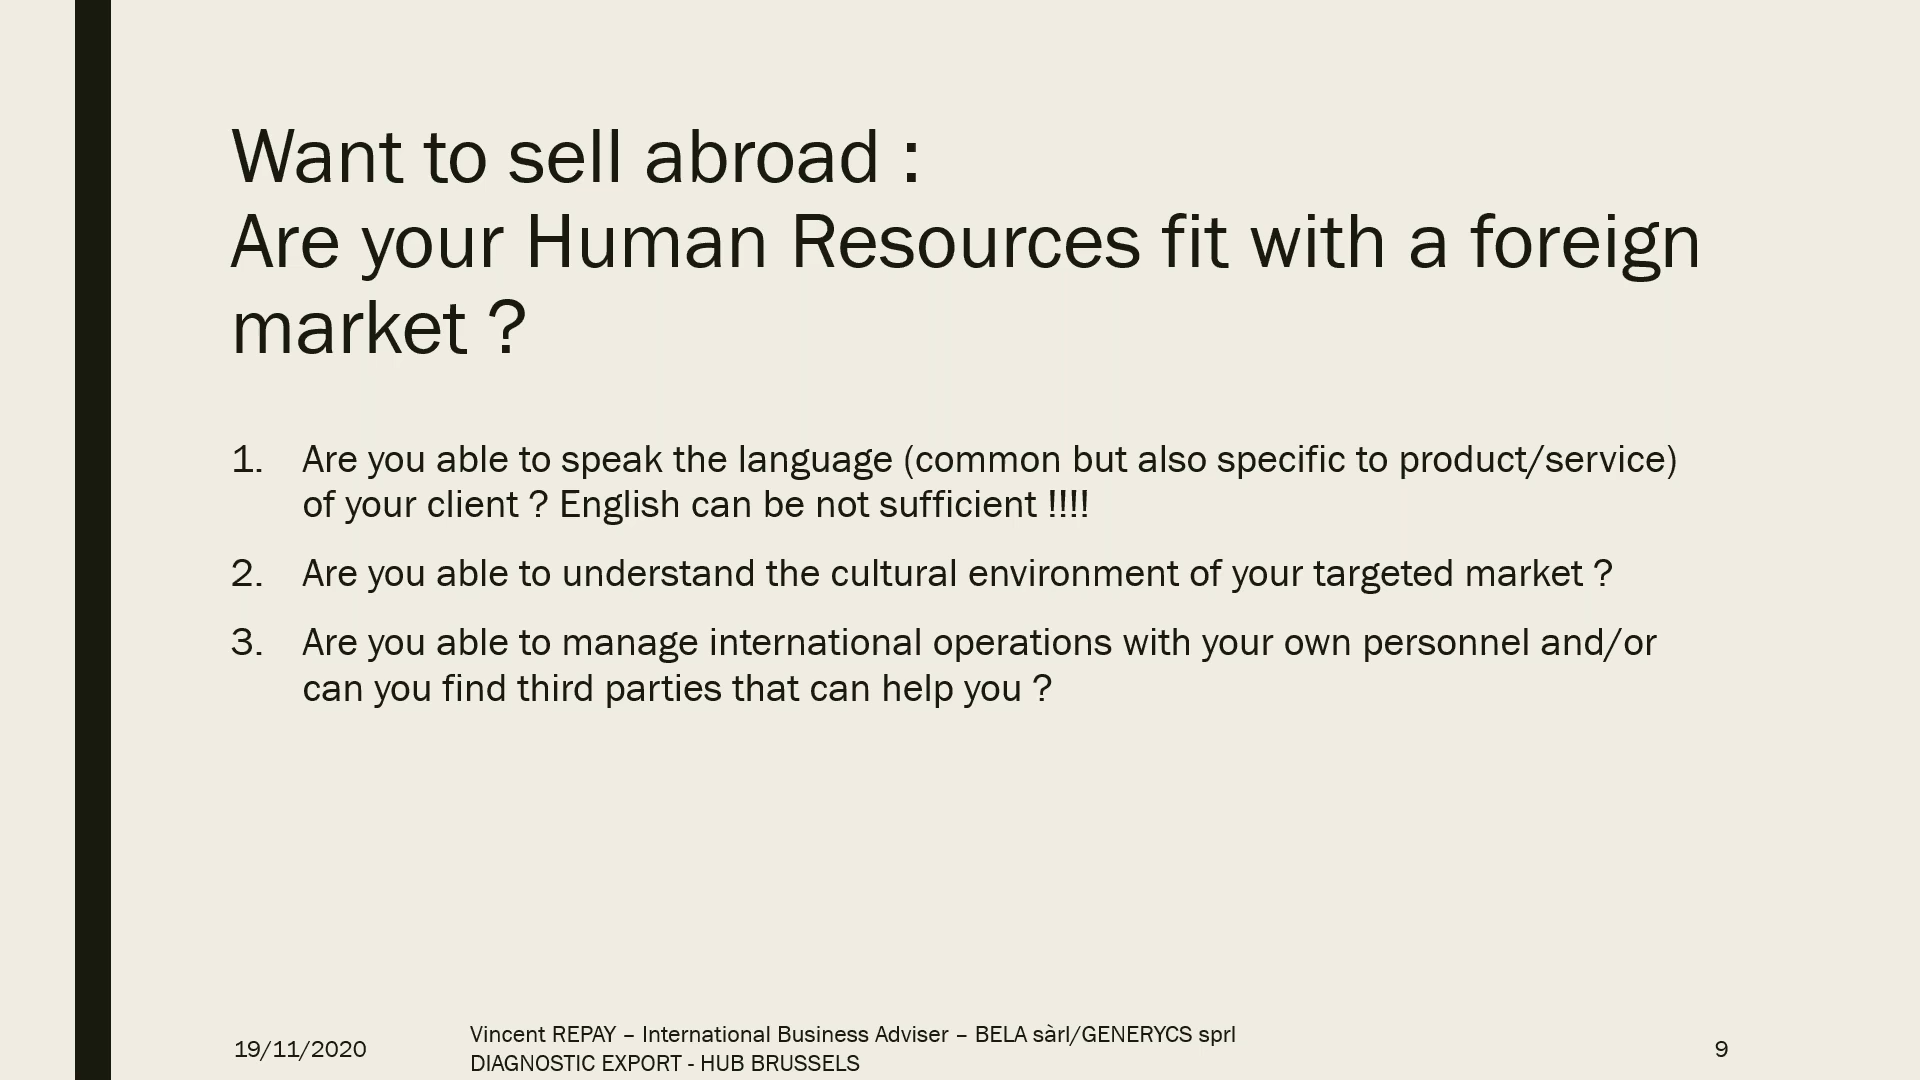 Want to sell abroad :
Are your Human Resources fit with a foreign
market ?
1. Are you able to speak the language (common but also specific to product/service)
of your client ? English can be not sufficient !!!!
2. Are you able to understand the cultural environment of your targeted market ?
3. Are you able to manage international operations with your own personnel and/or
can you find third parties that can help you ?
19/11/2020
Vincent REPAY – International Business Adviser – BELA sàrl/GENERYCS sprl
DIAGNOSTIC EXPORT - HUB BRUSSELS
9